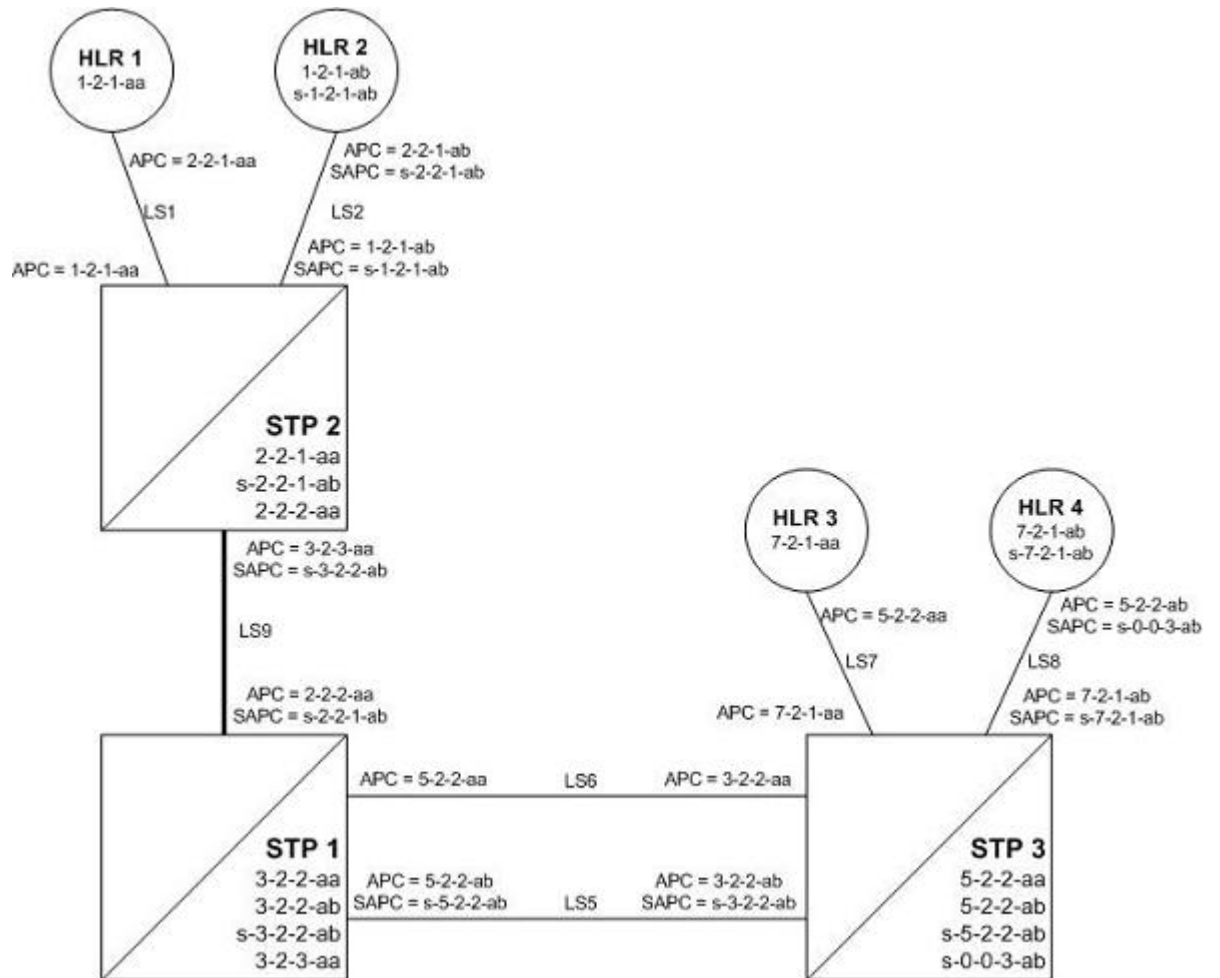 HLR 1
1-2-1-aa
HLR 2
1-2-1-ab
s-1-2-1-ab
APC = 2-2-1-aa
APC = 2-2-1-ab
SAPC = s-2-2-1-ab
LS1
LS2
APC = 1-2-1-aa
APC = 1-2-1-ab
SAPC = s-1-2-1-ab
STP 2
2-2-1-aa
s-2-2-1-ab
2-2-2-aa
APC = 3-2-3-aa
SAPC = s-3-2-2-ab
LS9
APC = 2-2-2-aa
SAPC = s-2-2-1-ab
HLR 3
7-2-1-aa
HLR 4
7-2-1-ab
s-7-2-1-ab
APC = 5-2-2-aa
APC = 5-2-2-ab
SAPC = s-0-0-3-ab
LS7
LS8
APC = 7-2-1-aa
APC = 7-2-1-ab
SAPC = s-7-2-1-ab
APC = 5-2-2-aa
LS6
APC = 3-2-2-aa
STP 1
3-2-2-aa
3-2-2-ab
s-3-2-2-ab
3-2-3-aa
APC = 5-2-2-ab
SAPC = s-5-2-2-ab
LS5
APC = 3-2-2-ab
SAPC = s-3-2-2-ab
STP 3
5-2-2-aa
5-2-2-ab
s-5-2-2-ab
s-0-0-3-ab